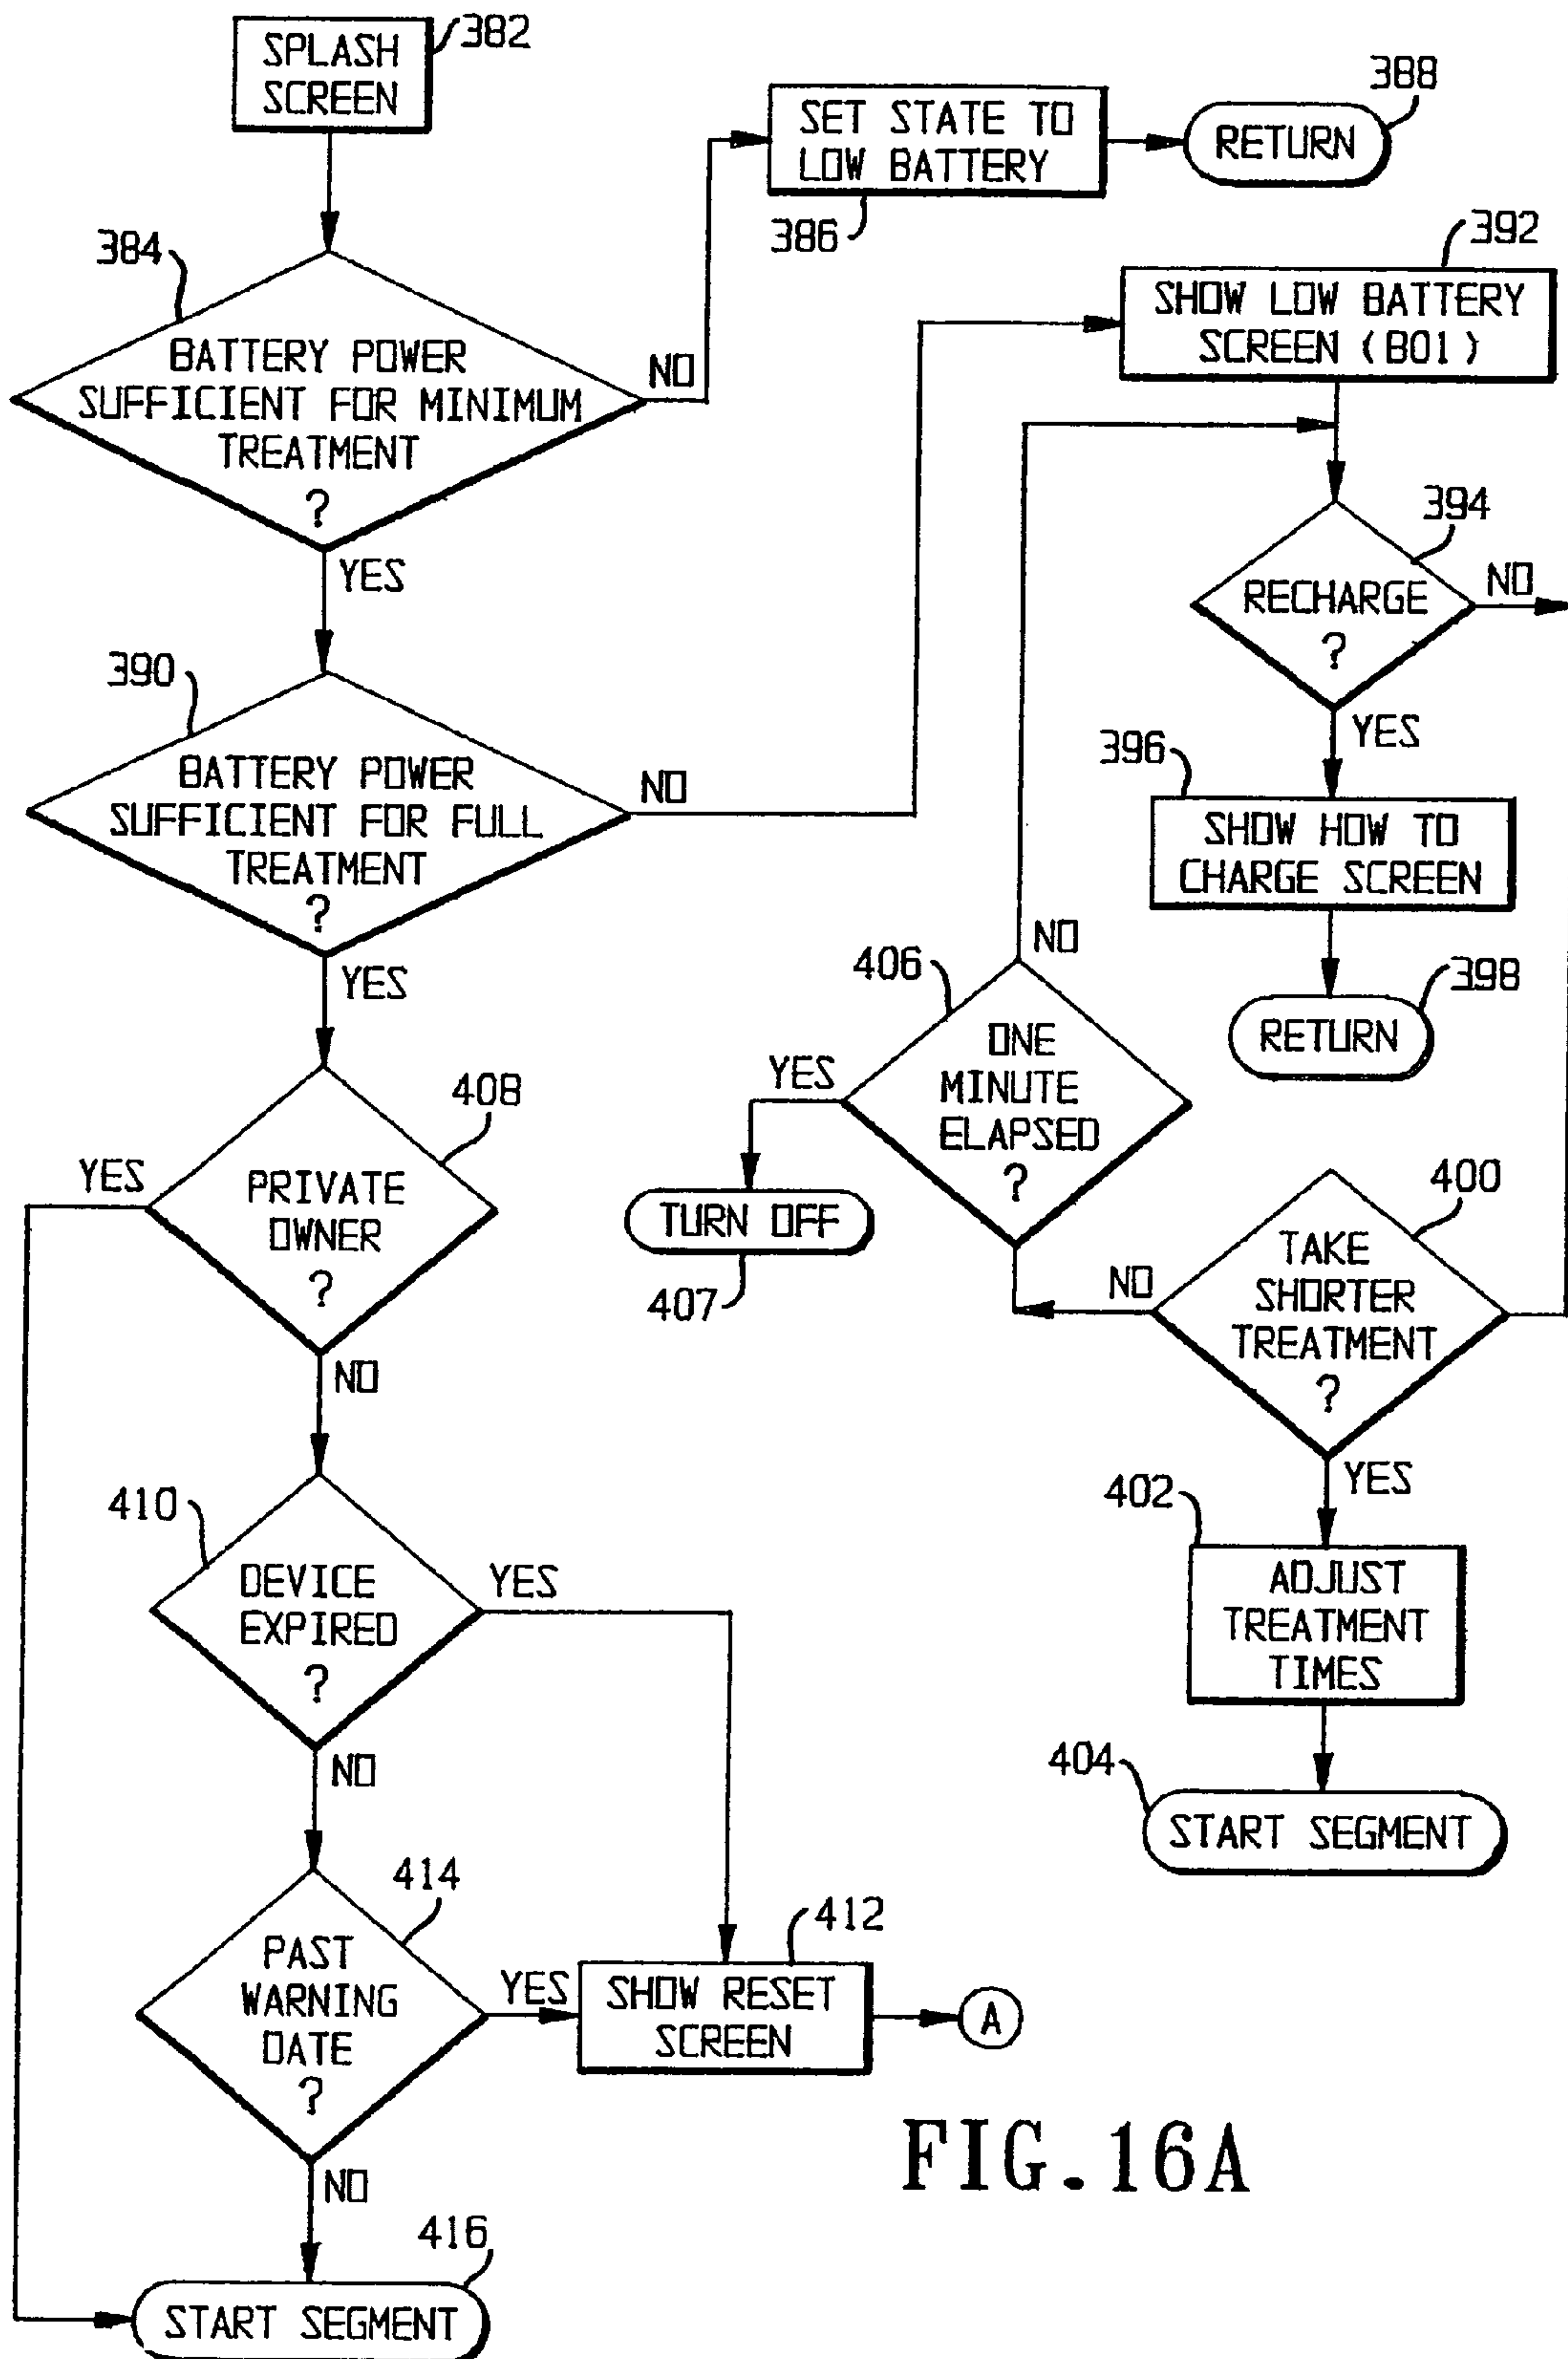 SPLASH
SCREEN
382
SET STATE TO
LOW BATTERY
386
RETURN
388
384
BATTERY POWER
SUFFICIENT FOR MINIMUM
TREATMENT
?
NO
YES
392
SHOW LOW BATTERY
SCREEN (B01)
394
RECHARGE
?
NO
YES
390
BATTERY POWER
SUFFICIENT FOR FULL
TREATMENT
?
NO
YES
396
SHOW HOW TO
CHARGE SCREEN
398
RETURN
406
ONE
MINUTE
ELAPSED
?
NO
YES
TURN OFF
407
408
PRIVATE
OWNER
?
YES
NO
400
TAKE
SHORTER
TREATMENT
?
NO
YES
402
ADJUST
TREATMENT
TIMES
404
START SEGMENT
410
DEVICE
EXPIRED
?
YES
NO
414
PAST
WARNING
DATE
?
YES
NO
412
SHOW RESET
SCREEN
A
416
START SEGMENT
FIG.16A